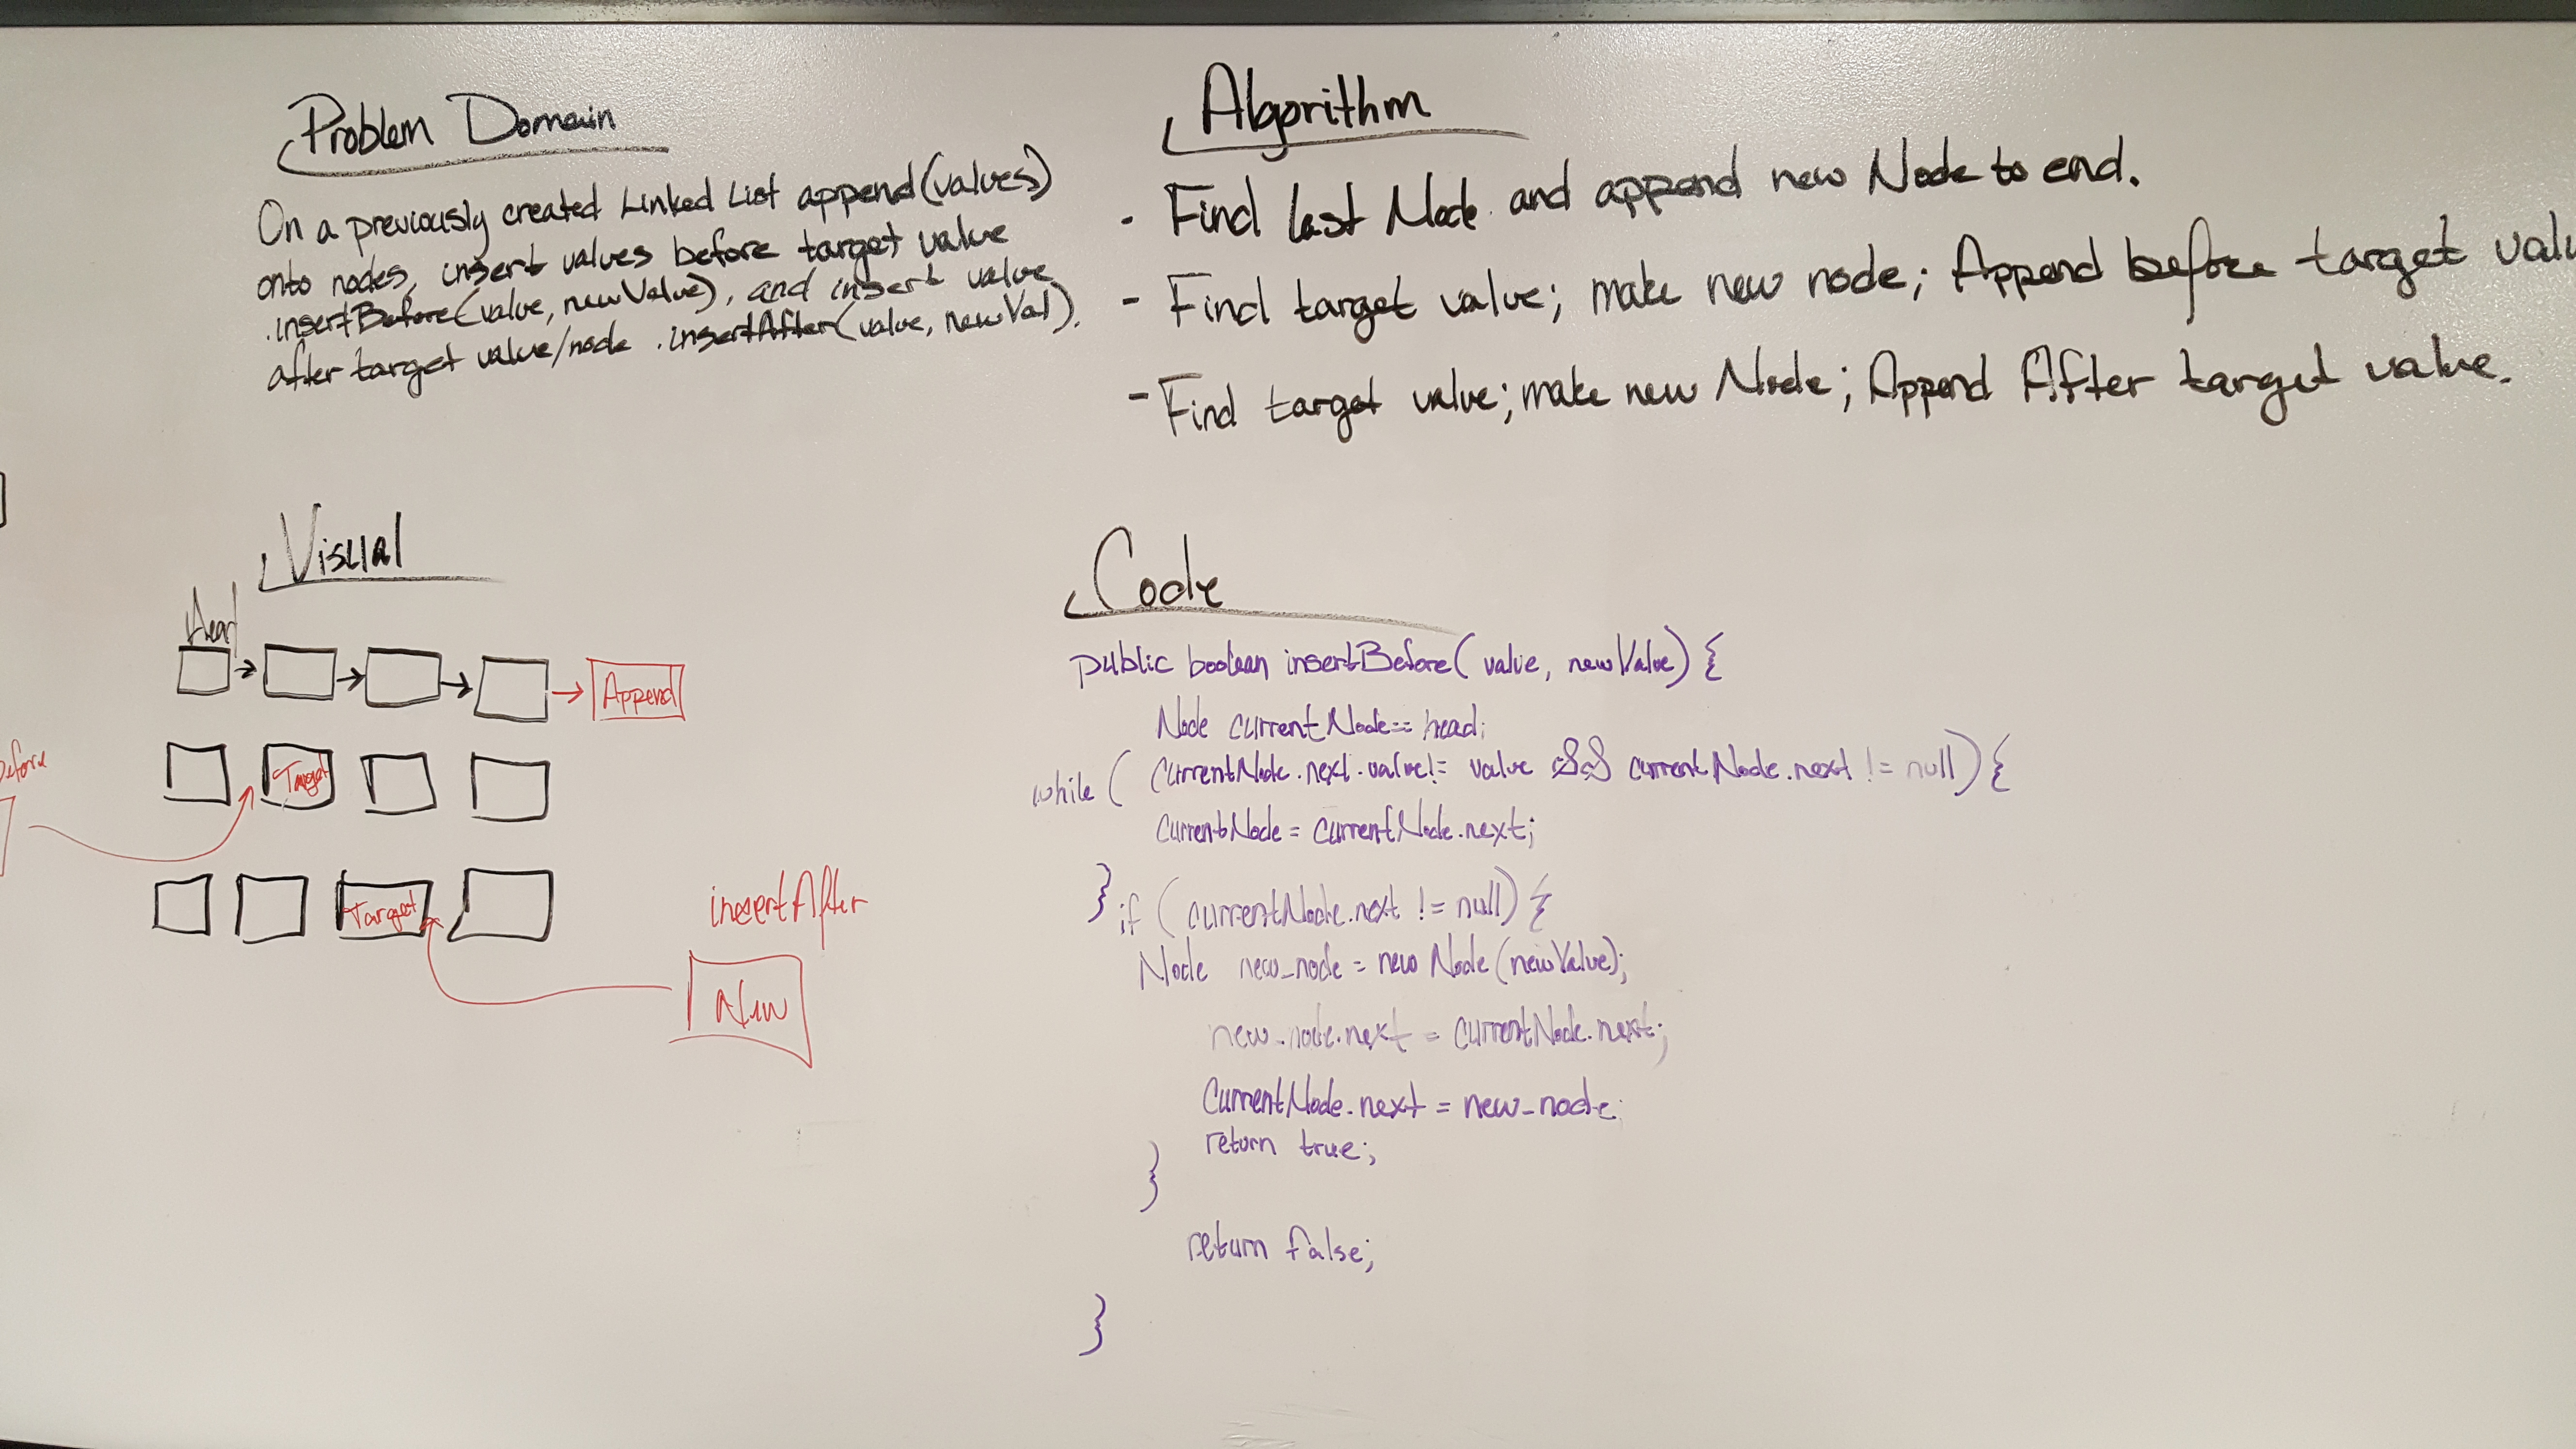 Problem Domain
On a previously created Linked List append(values)
onto nodes, insert values before target value
.insertBefore(value, newValue), and insert value
after target value/node .insertAfter(value, newVal).
Algorithm
- Find last Node and append new Node to end.
- Find target value; make new node; Append before target valu
- Find target value; make new Node; Append After target value.
Visual
Head
Append
efore
Target
Target
insertAfter
New
Code
public boolean insertBefore( value, newValue) {
Node currentNode == head;
while ( currentNode.next.value != value && currentNode.next != null) {
currentNode = currentNode.next;
} if (currentNode.next != null) {
Node new_node = new Node (newValue);
new_node.next = currentNode.next;
currentNode.next = new_node;
return true;
}
return false;
}